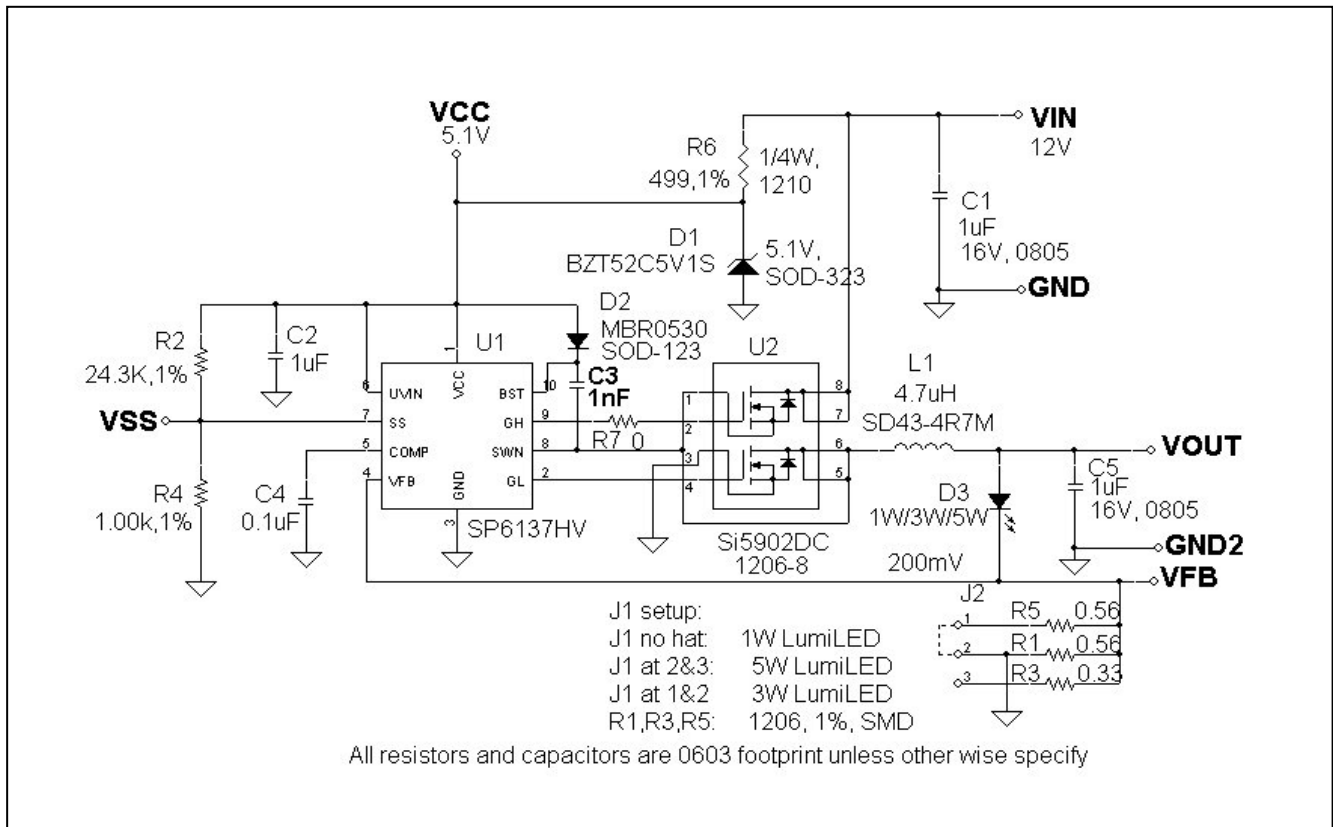 VCC
5.1V
VIN
12V
R6
499,1%
1/4W,
1210
C1
1uF
16V, 0805
D1
BZT52C5V1S
5.1V,
SOD-323
GND
D2
MBR0530
SOD-123
R2
24.3K,1%
C2
1uF
U1
1
U2
L1
4.7uH
SD43-4R7M
C3
1nF
6
UVIN
VCC
BST
10
1
8
VSS
7
SS
GH
9
R7 0
2
7
5
COMP
SWN
8
3
6
VOUT
4
VFB
GND
GL
2
4
5
C5
1uF
16V, 0805
R4
1.00k,1%
C4
0.1uF
3
SP6137HV
D3
1W/3W/5W
Si5902DC
1206-8
200mV
GND2
VFB
J2
1
R5
0.56
2
R1
0.56
3
R3
0.33
J1 setup:
J1 no hat: 1W LumiLED
J1 at 2&3: 5W LumiLED
J1 at 1&2 3W LumiLED
R1,R3,R5: 1206, 1%, SMD
All resistors and capacitors are 0603 footprint unless other wise specify